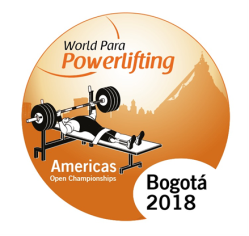 World Para
Powerlifting
Americas
Open Championships
Bogotá
2018